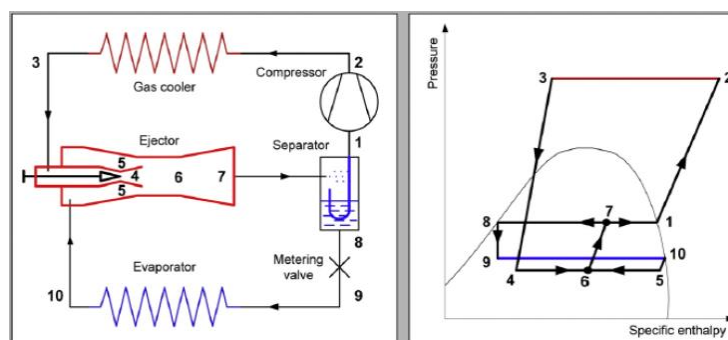 3
2
Gas cooler
Compressor
Ejector
Separator
1
5
4
6
7
5
8
Metering
valve
Evaporator
10
9
Pressure
3
2
7
8
1
9
10
4
6
5
Specific enthalpy